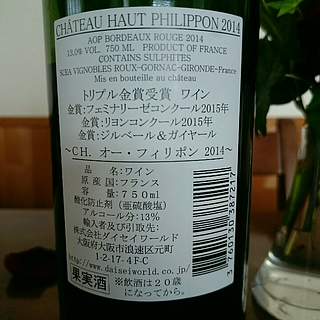 CHÂTEAU HAUT PHILIPPON 2014
AOP BORDEAUX ROUGE 2014
13.0% VOL. 750 ML PRODUCT OF FRANCE
CONTAINS SULPHITES
SCEA VIGNOBLES ROUX-GORNAC-GIRONDE-France
Mis en bouteille au château
トリプル金賞受賞 ワイン
金賞:フェミナリーゼコンクール2015年
金賞:リヨンコンクール2015年
金賞:ジルベール＆ガイヤール
～CH. オー・フィリポン 2014～
品名:ワイン
原産国:フランス
容量:750ml
酸化防止剤(亜硫酸塩)
アルコール分:13%
輸入者及び引取先:
株式会社ダイセイワールド
大阪府大阪市浪速区元町
1-2-17 4F-C
http://www.daiseiworld.co.jp/
果実酒
※飲酒は20歳
になってから。
3760130387217